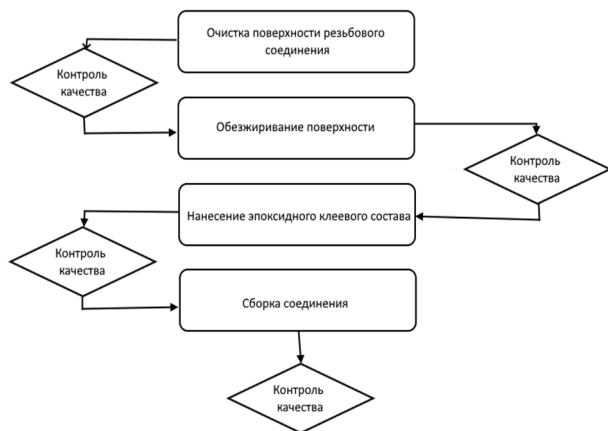 Очистка поверхности резьбового
соединения
Контроль
качества
Обезжиривание поверхности
Контроль
качества
Нанесение эпоксидного клеевого состава
Контроль
качества
Сборка соединения
Контроль
качества